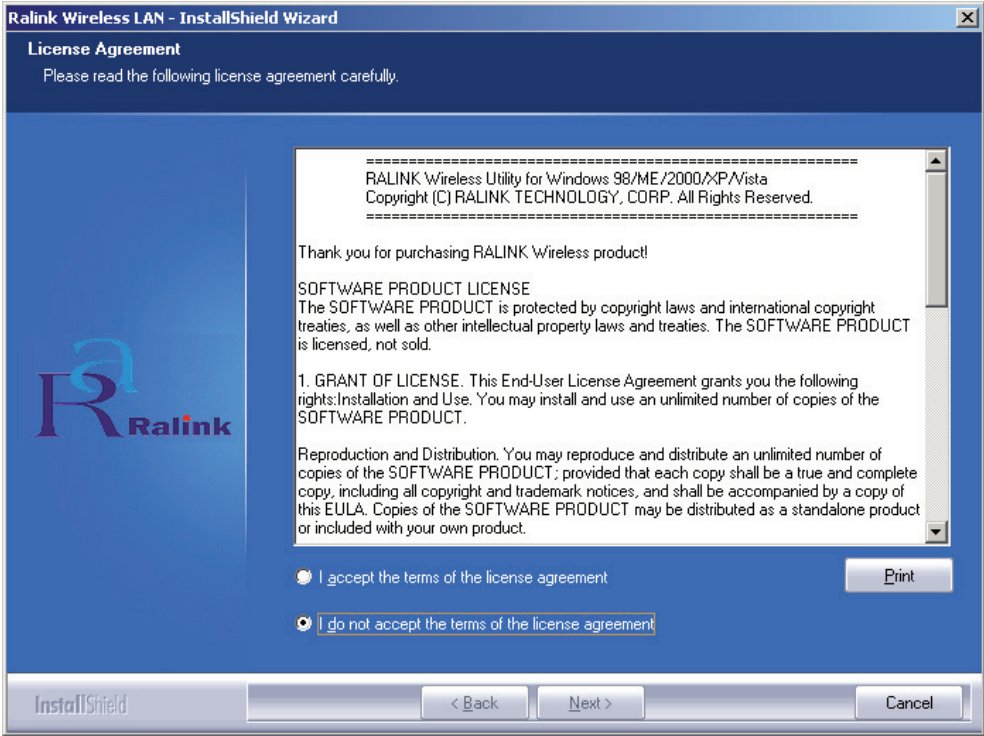 Ralink Wireless LAN - InstallShield Wizard
License Agreement
Please read the following license agreement carefully.
==========================================================
RALINK Wireless Utility for Windows 98/ME/2000/XP/Vista
Copyright (C) RALINK TECHNOLOGY, CORP. All Rights Reserved.
==========================================================
Thank you for purchasing RALINK Wireless product!
SOFTWARE PRODUCT LICENSE
The SOFTWARE PRODUCT is protected by copyright laws and international copyright
treaties, as well as other intellectual property laws and treaties. The SOFTWARE PRODUCT
is licensed, not sold.
1. GRANT OF LICENSE. This End-User License Agreement grants you the following
rights:Installation and Use. You may install and use an unlimited number of copies of the
SOFTWARE PRODUCT.
Reproduction and Distribution. You may reproduce and distribute an unlimited number of
copies of the SOFTWARE PRODUCT; provided that each copy shall be a true and complete
copy, including all copyright and trademark notices, and shall be accompanied by a copy of
this EULA. Copies of the SOFTWARE PRODUCT may be distributed as a standalone product
or included with your own product.
Ra
Ralink
I accept the terms of the license agreement
Print
I do not accept the terms of the license agreement
InstallShield
< Back
Next >
Cancel